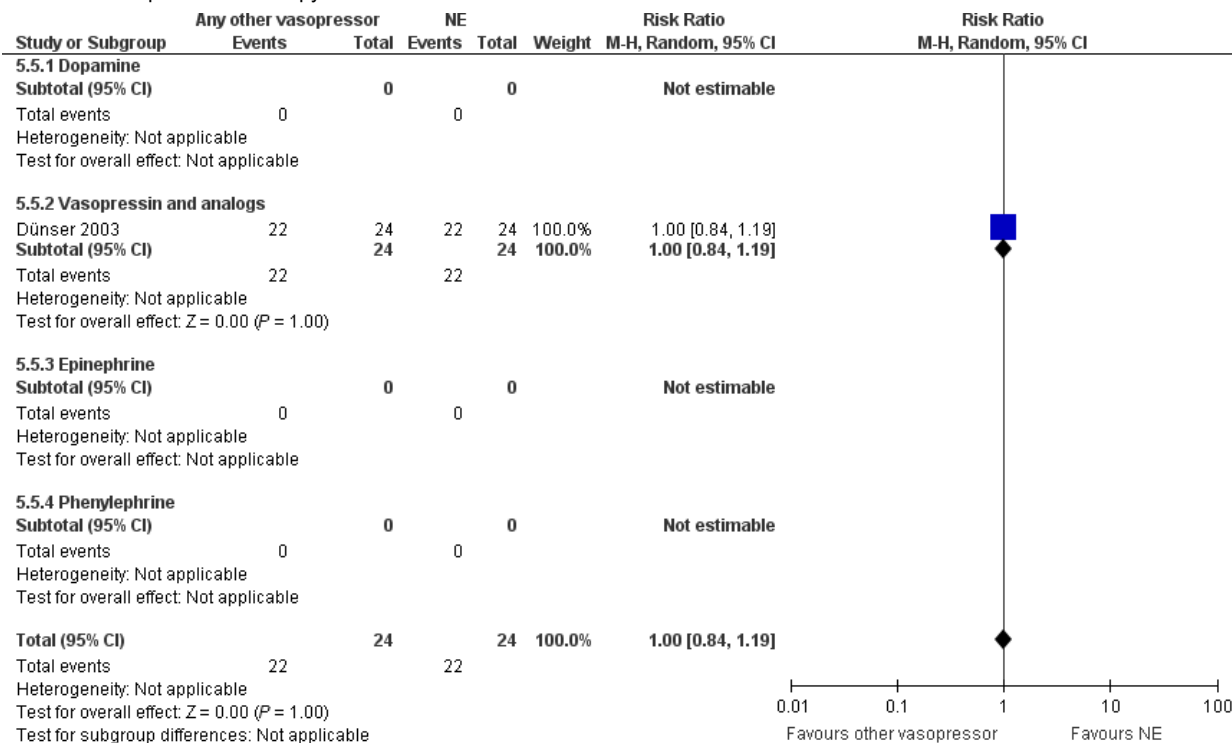 Any other vasopressor NE Risk Ratio Risk Ratio
Study or Subgroup Events Total Events Total Weight M-H, Random, 95% CI M-H, Random, 95% CI
5.5.1 Dopamine
Subtotal (95% CI) 0 0 Not estimable
Total events 0 0
Heterogeneity: Not applicable
Test for overall effect: Not applicable
5.5.2 Vasopressin and analogs
Dünser 2003 22 24 22 24 100.0% 1.00 [0.84, 1.19]
Subtotal (95% CI) 24 24 100.0% 1.00 [0.84, 1.19]
Total events 22 22
Heterogeneity: Not applicable
Test for overall effect: Z = 0.00 (P = 1.00)
5.5.3 Epinephrine
Subtotal (95% CI) 0 0 Not estimable
Total events 0 0
Heterogeneity: Not applicable
Test for overall effect: Not applicable
5.5.4 Phenylephrine
Subtotal (95% CI) 0 0 Not estimable
Total events 0 0
Heterogeneity: Not applicable
Test for overall effect: Not applicable
Total (95% CI) 24 24 100.0% 1.00 [0.84, 1.19]
Total events 22 22
Heterogeneity: Not applicable
Test for overall effect: Z = 0.00 (P = 1.00)
Test for subgroup differences: Not applicable
0.01 0.1 1 10 100
Favours other vasopressor Favours NE